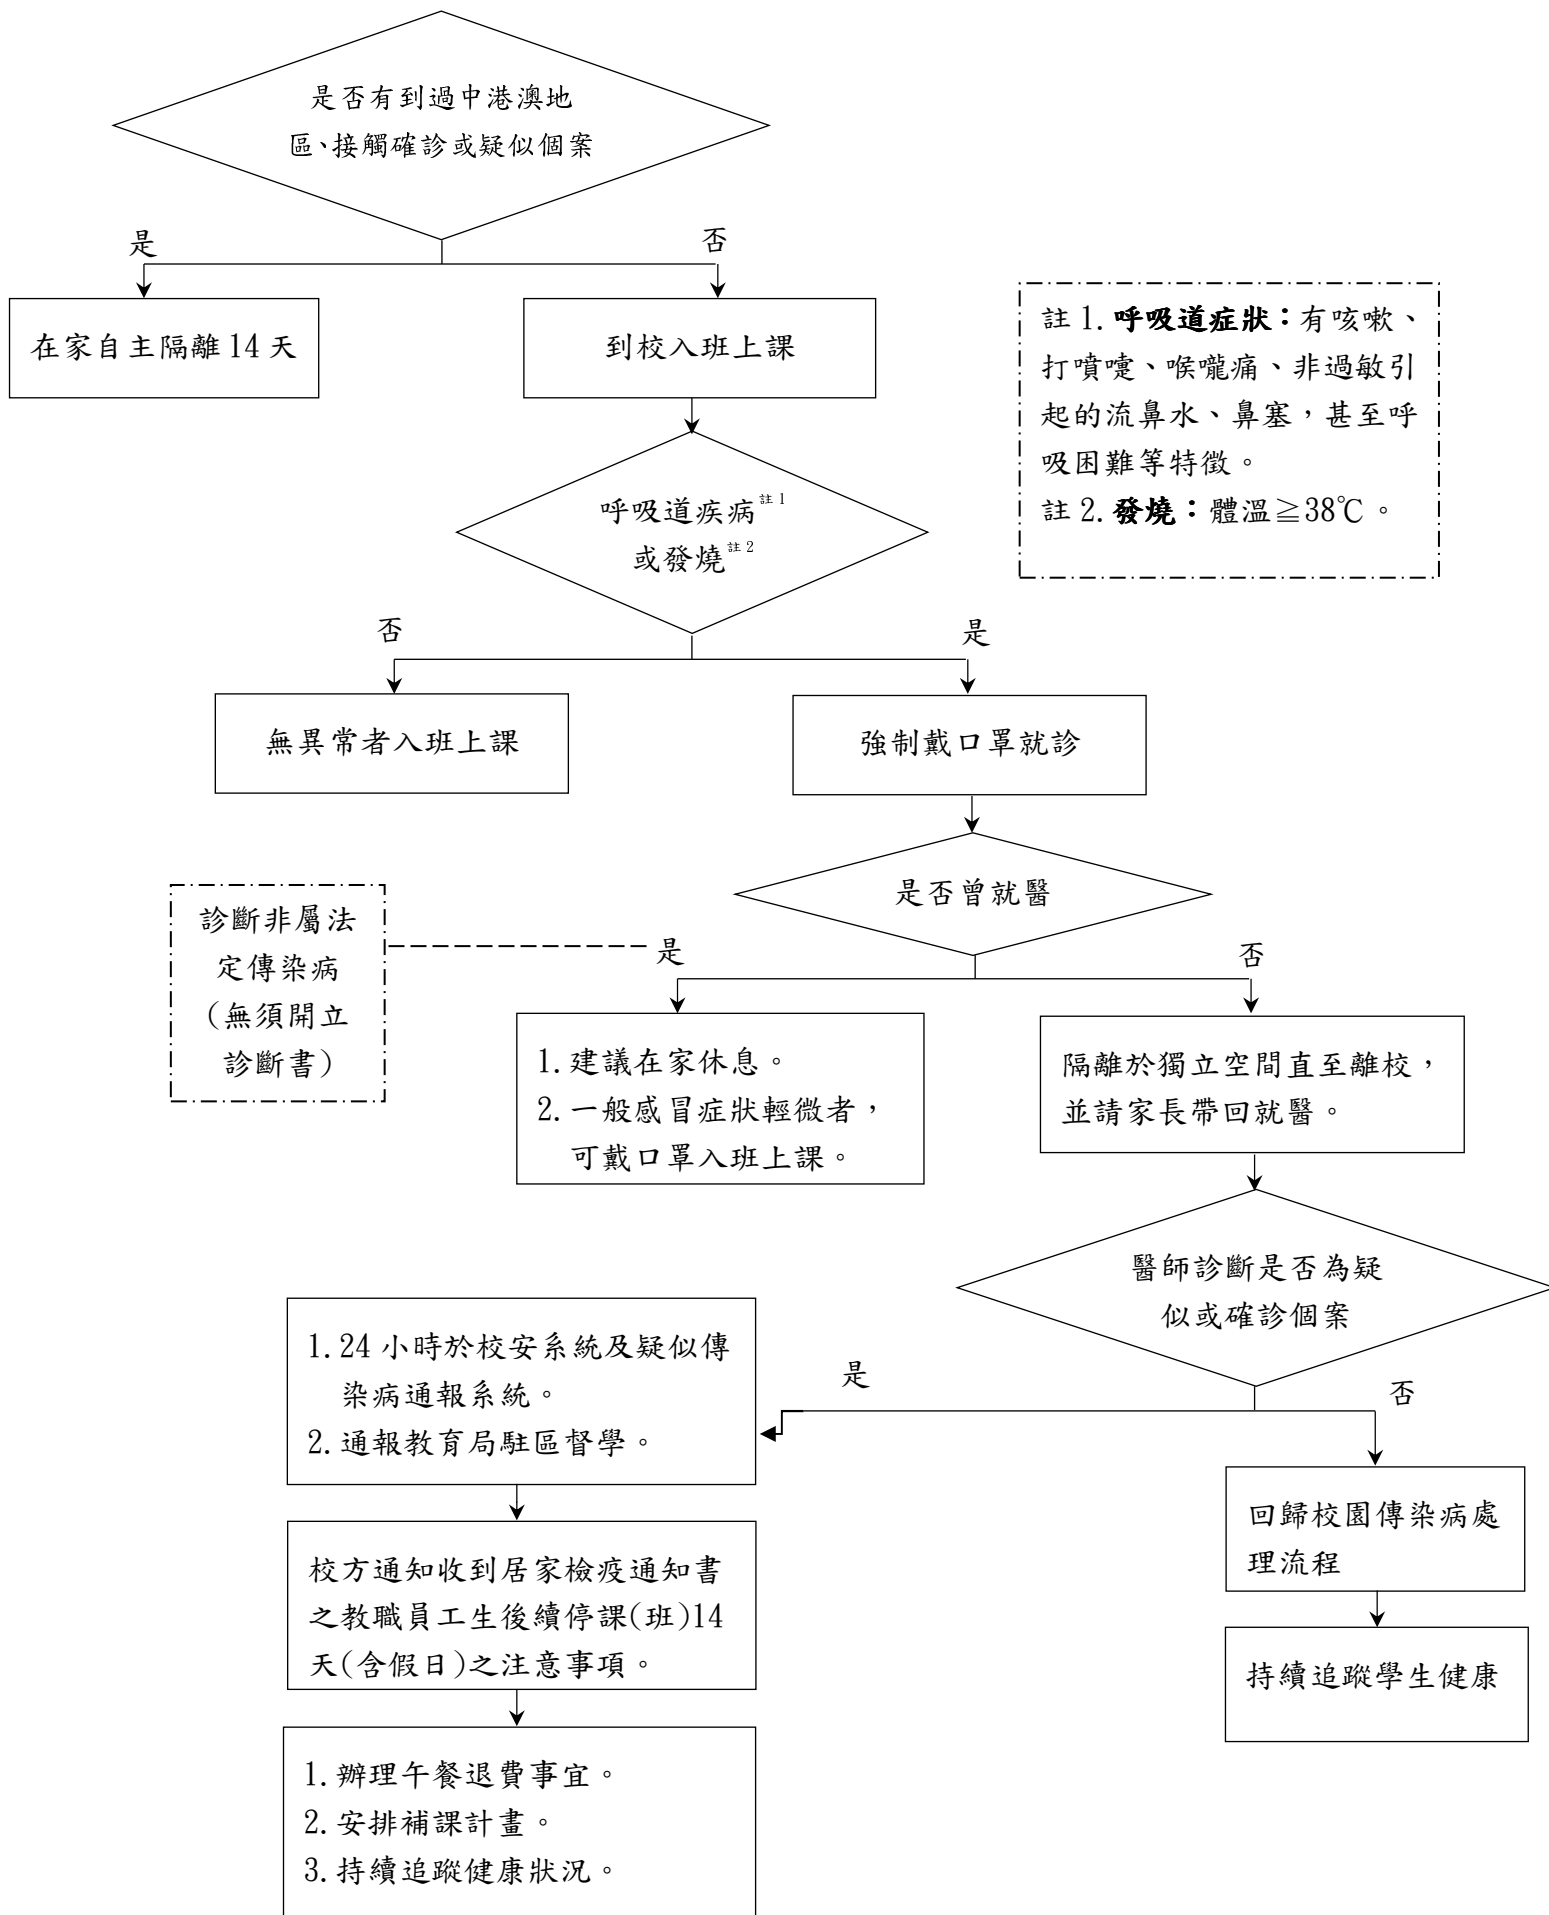 是否有到過中港澳地
區、接觸確診或疑似個案
是
否
在家自主隔離14天
到校入班上課
註1.呼吸道症狀：有咳嗽、
打噴嚏、喉嚨痛、非過敏引
起的流鼻水、鼻塞，甚至呼
吸困難等特徵。
註2.發燒：體溫≧38℃。
呼吸道疾病註1
或發燒註2
否
是
無異常者入班上課
強制戴口罩就診
是否曾就醫
診斷非屬法
定傳染病
(無須開立
診斷書)
是
否
1.建議在家休息。
2.一般感冒症狀輕微者，
可戴口罩入班上課。
隔離於獨立空間直至離校，
並請家長帶回就醫。
醫師診斷是否為疑
似或確診個案
是
否
1.24小時於校安系統及疑似傳
染病通報系統。
2.通報教育局駐區督學。
回歸校園傳染病處
理流程
校方通知收到居家檢疫通知書
之教職員工生後續停課(班)14
天(含假日)之注意事項。
持續追蹤學生健康
1.辦理午餐退費事宜。
2.安排補課計畫。
3.持續追蹤健康狀況。